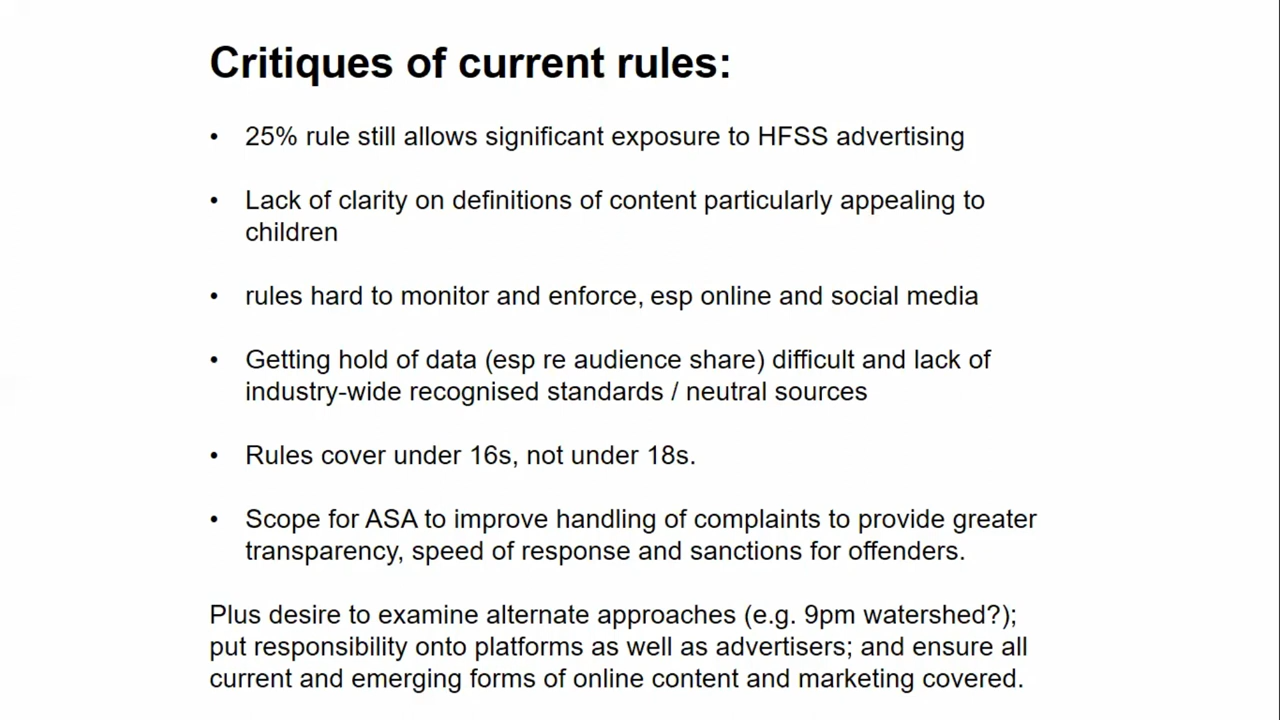 Critiques of current rules:
• 25% rule still allows significant exposure to HFSS advertising
• Lack of clarity on definitions of content particularly appealing to
children
• rules hard to monitor and enforce, esp online and social media
• Getting hold of data (esp re audience share) difficult and lack of
industry-wide recognised standards / neutral sources
• Rules cover under 16s, not under 18s.
• Scope for ASA to improve handling of complaints to provide greater
transparency, speed of response and sanctions for offenders.
Plus desire to examine alternate approaches (e.g. 9pm watershed?);
put responsibility onto platforms as well as advertisers; and ensure all
current and emerging forms of online content and marketing covered.